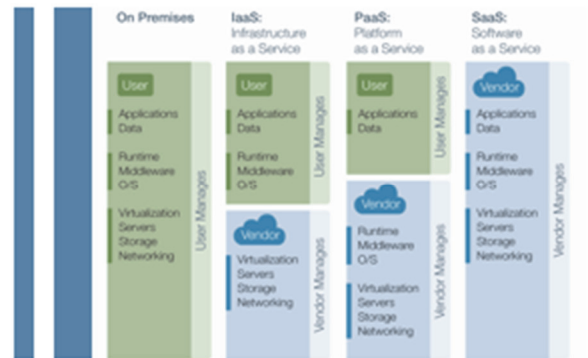 On Premises
User
Applications
Data
Runtime
Middleware
O/S
Virtualization
Servers
Storage
Networking
User Manages
IaaS:
Infrastructure
as a Service
User
Applications
Data
Runtime
Middleware
O/S
User Manages
Vendor
Virtualization
Servers
Storage
Networking
Vendor Manages
PaaS:
Platform
as a Service
User
Applications
Data
User Manages
Vendor
Runtime
Middleware
O/S
Virtualization
Servers
Storage
Networking
Vendor Manages
SaaS:
Software
as a Service
Vendor
Applications
Data
Runtime
Middleware
O/S
Virtualization
Servers
Storage
Networking
Vendor Manages